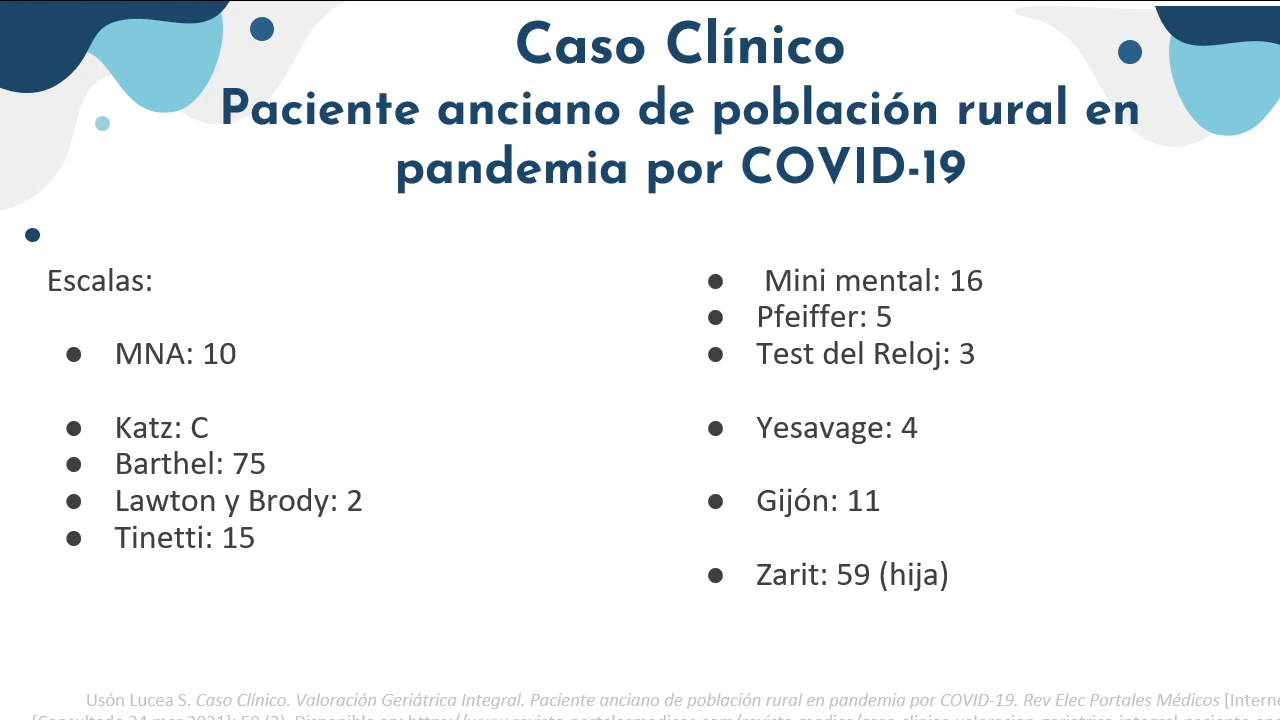 Caso Clínico
Paciente anciano de población rural en
pandemia por COVID-19
Escalas:
● MNA: 10
● Katz: C
● Barthel: 75
● Lawton y Brody: 2
● Tinetti: 15
● Mini mental: 16
● Pfeiffer: 5
● Test del Reloj: 3
● Yesavage: 4
● Gijón: 11
● Zarit: 59 (hija)
Usón Lucea S. Caso Clínico. Valoración Geriátrica Integral. Paciente anciano de población rural en pandemia por COVID-19. Rev Elec Portales Médicos [Interne